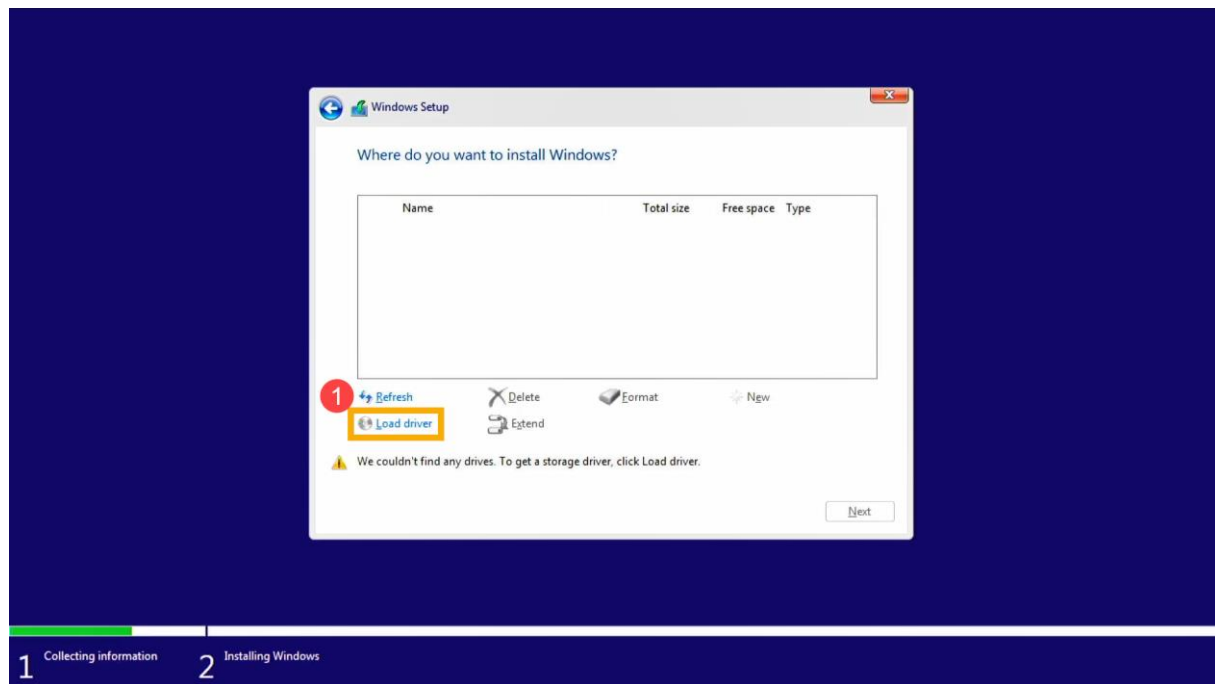 Windows Setup
Where do you want to install Windows?
Name Total size Free space Type
1
Refresh Delete Format New
Load driver Extend
We couldn't find any drives. To get a storage driver, click Load driver.
Next
1 Collecting information 2 Installing Windows